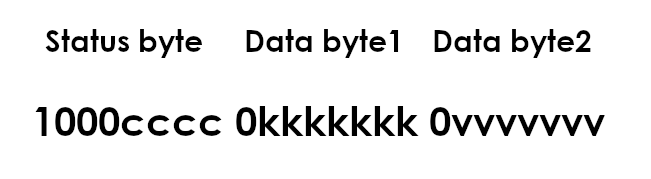 Status byte Data byte1 Data byte2
1000cccc 0kkkkkkk 0vvvvvvv